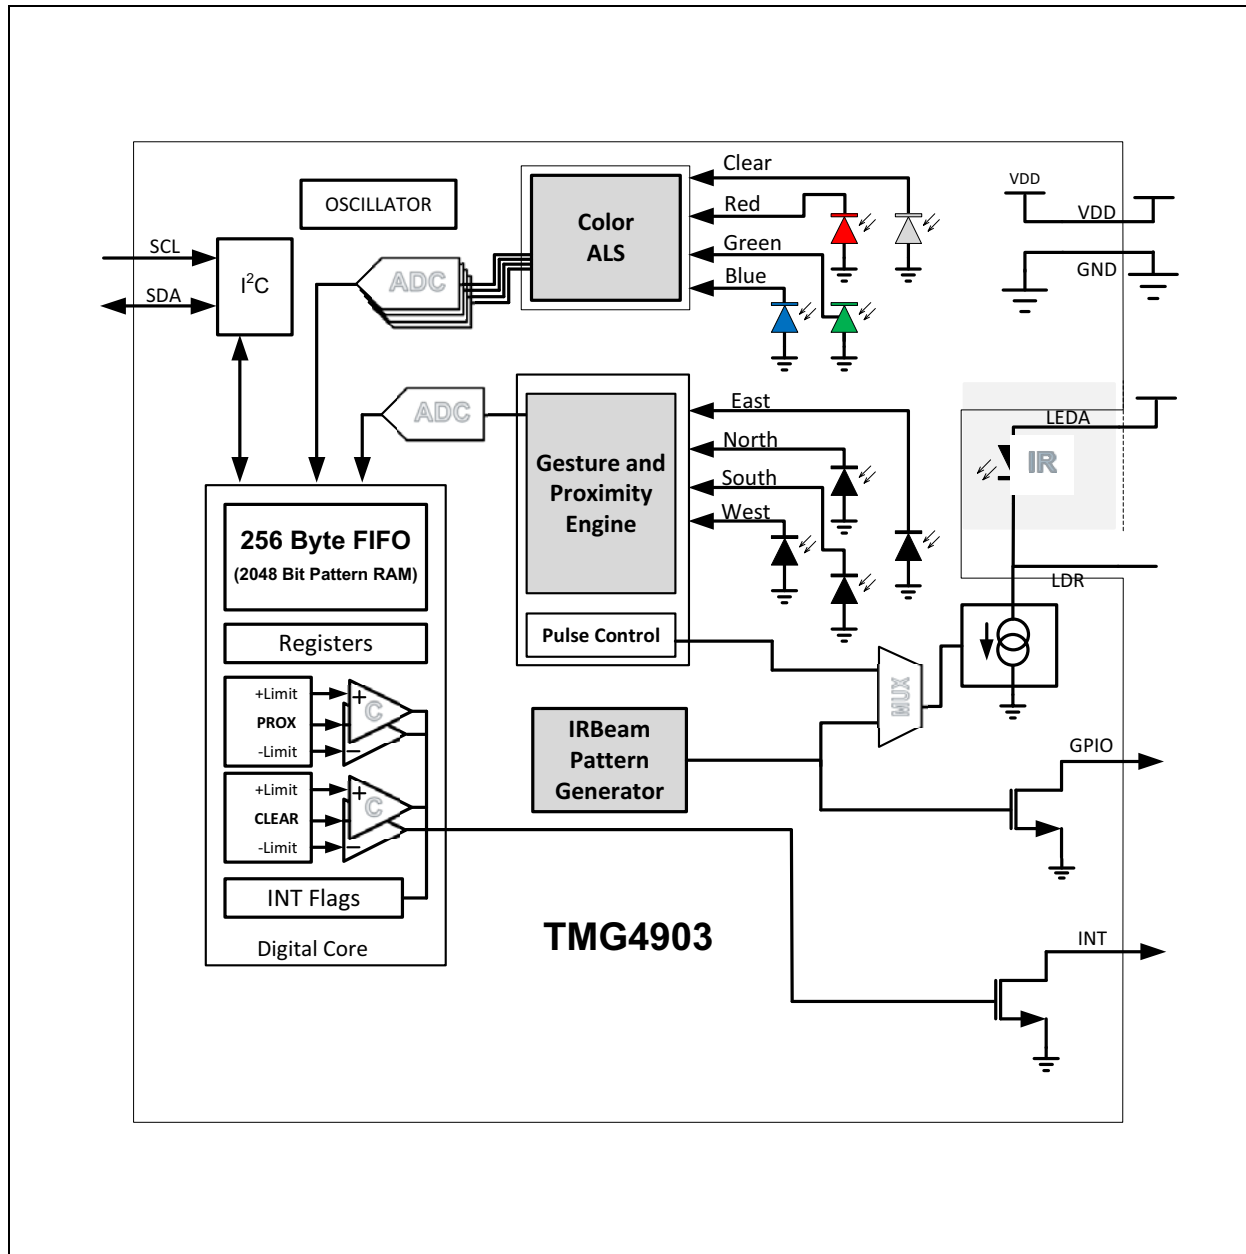 OSCILLATOR
SCL
SDA
I²C
ADC
Color
ALS
Clear
Red
Green
Blue
VDD
VDD
GND
ADC
Gesture and
Proximity
Engine
East
North
South
West
LEDA
IR
LDR
Pulse Control
MUX
256 Byte FIFO
(2048 Bit Pattern RAM)
Registers
+Limit
PROX
-Limit
+
C
−
+Limit
CLEAR
-Limit
+
C
−
INT Flags
Digital Core
IRBeam
Pattern
Generator
GPIO
INT
TMG4903